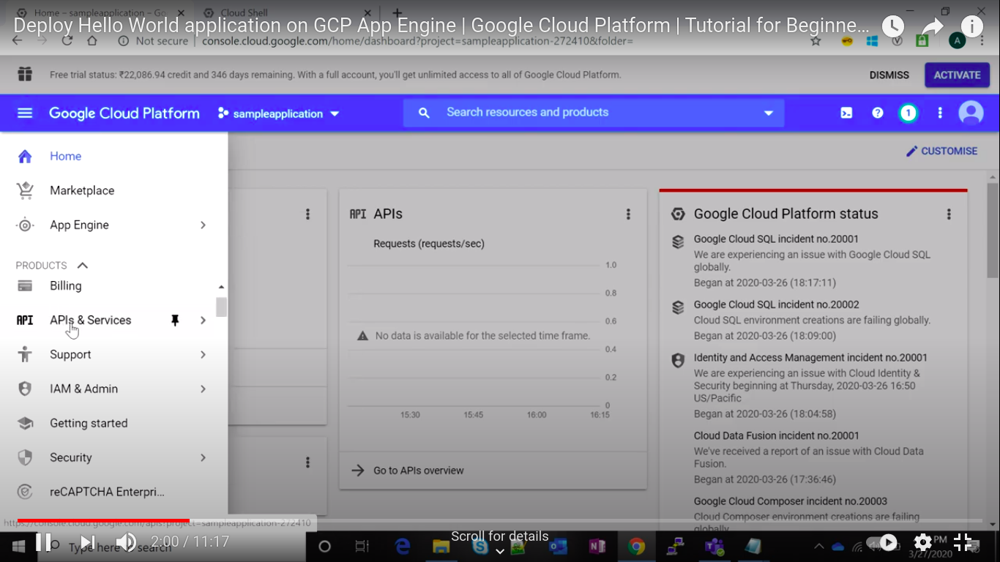 Home – sampleapplication – Go
Cloud Shell
Deploy Hello World application on GCP App Engine | Google Cloud Platform | Tutorial for Beginne...
Not secure
console.cloud.google.com/home/dashboard?project=sampleapplication-272410&folder=
A
Free trial status: ₹22,086.94 credit and 346 days remaining. With a full account, you'll get unlimited access to all of Google Cloud Platform.
DISMISS
ACTIVATE
Google Cloud Platform
sampleapplication
Search resources and products
1
Home
CUSTOMISE
Marketplace
App Engine
PRODUCTS
Billing
API
APIs & Services
Support
IAM & Admin
Getting started
Security
reCAPTCHA Enterpri...
API
APIs
Requests (requests/sec)
1.0
0.8
0.6
No data is available for the selected time frame.
0.4
0.2
0
15:30
15:45
16:00
16:15
Go to APIs overview
Google Cloud Platform status
Google Cloud SQL incident no.20001
We are experiencing an issue with Google Cloud SQL
globally.
Began at 2020-03-26 (18:17:11)
Google Cloud SQL incident no.20002
Cloud SQL environment creations are failing globally.
Began at 2020-03-26 (18:09:00)
Identity and Access Management incident no.20001
We are experiencing an issue with Cloud Identity &
Security beginning at Thursday, 2020-03-26 16:50
US/Pacific
Began at 2020-03-26 (18:04:58)
Cloud Data Fusion incident no.20001
We've received a report of an issue with Cloud Data
Fusion.
Began at 2020-03-26 (17:36:46)
Google Cloud Composer incident no.20003
Cloud Composer environment creations are failing
globally.
https://console.cloud.google.com/apis?project=sampleapplication-272410
Type here to search
2:00 / 11:17
Scroll for details
PM
3/27/2020